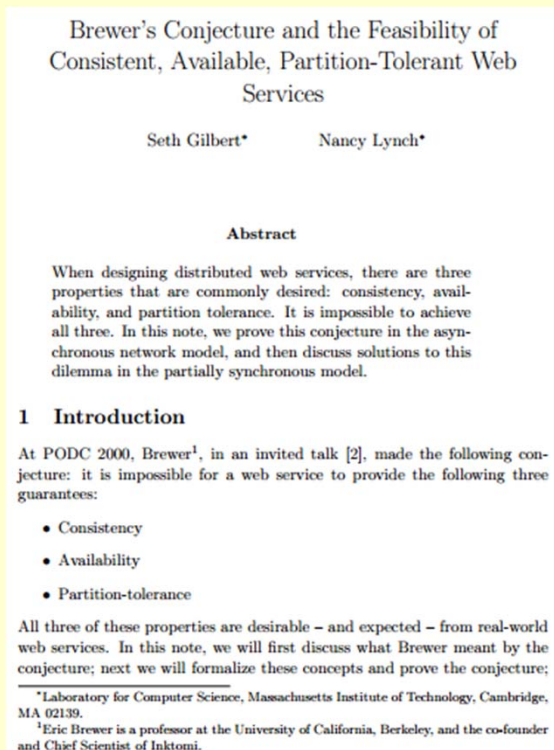 Brewer's Conjecture and the Feasibility of
Consistent, Available, Partition-Tolerant Web
Services
Seth Gilbert* Nancy Lynch*
Abstract
When designing distributed web services, there are three
properties that are commonly desired: consistency, avail-
ability, and partition tolerance. It is impossible to achieve
all three. In this note, we prove this conjecture in the asyn-
chronous network model, and then discuss solutions to this
dilemma in the partially synchronous model.
1 Introduction
At PODC 2000, Brewer¹, in an invited talk [2], made the following con-
jecture: it is impossible for a web service to provide the following three
guarantees:
• Consistency
• Availability
• Partition-tolerance
All three of these properties are desirable – and expected – from real-world
web services. In this note, we will first discuss what Brewer meant by the
conjecture; next we will formalize these concepts and prove the conjecture;
*Laboratory for Computer Science, Massachusetts Institute of Technology, Cambridge,
MA 02139.
¹Eric Brewer is a professor at the University of California, Berkeley, and the co-founder
and Chief Scientist of Inktomi.